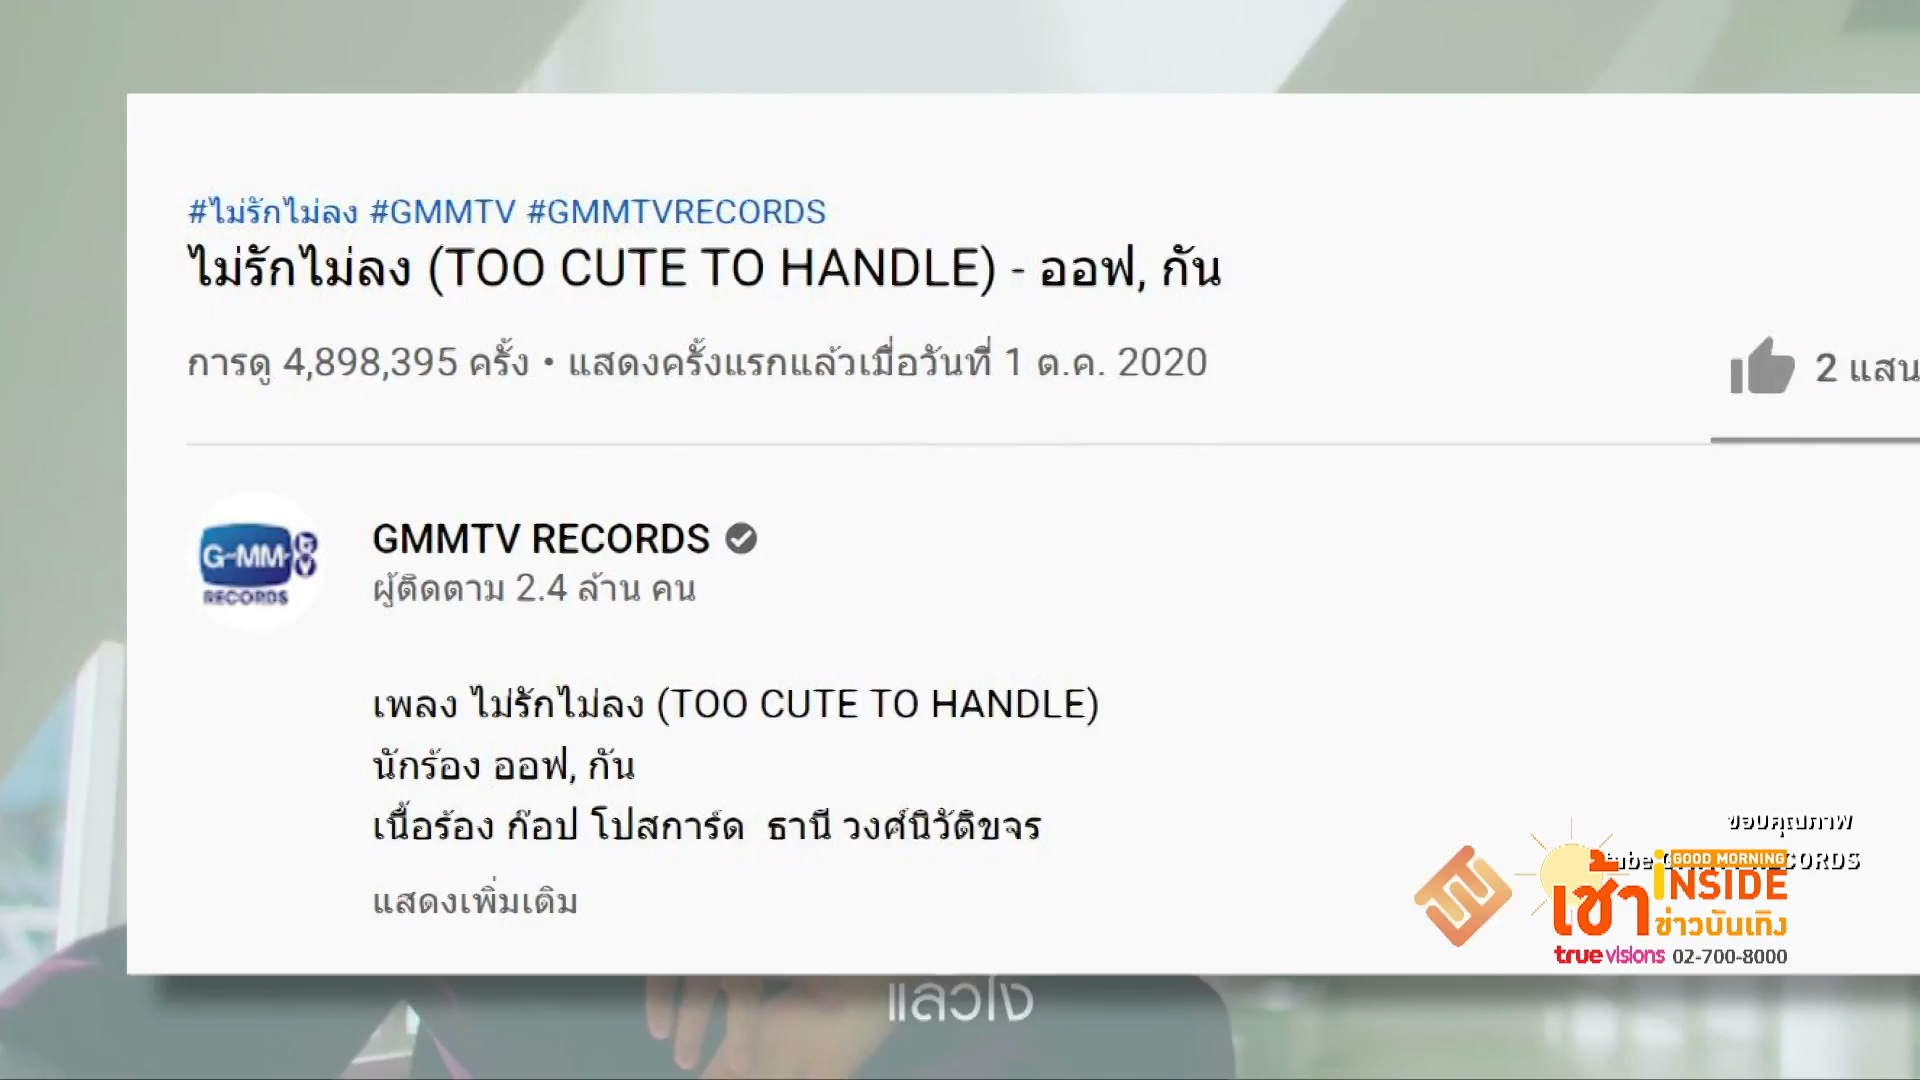 #ไม่รักไม่ลง #GMMTV #GMMTVRECORDS
ไม่รักไม่ลง (TOO CUTE TO HANDLE) - ออฟ, กัน
การดู 4,898,395 ครั้ง • แสดงครั้งแรกแล้วเมื่อวันที่ 1 ต.ค. 2020
2 แสน
G-MM-TV
RECORDS
GMMTV RECORDS
ผู้ติดตาม 2.4 ล้าน คน
เพลง ไม่รักไม่ลง (TOO CUTE TO HANDLE)
นักร้อง ออฟ, กัน
เนื้อร้อง ก๊อป โปสการ์ด ธานี วงศ์นิวัติขจร
แสดงเพิ่มเติม
ขอบคุณภาพ
GOOD MORNING
เช้า iNSIDE
ข่าวบันเทิง
truevisions 02-700-8000